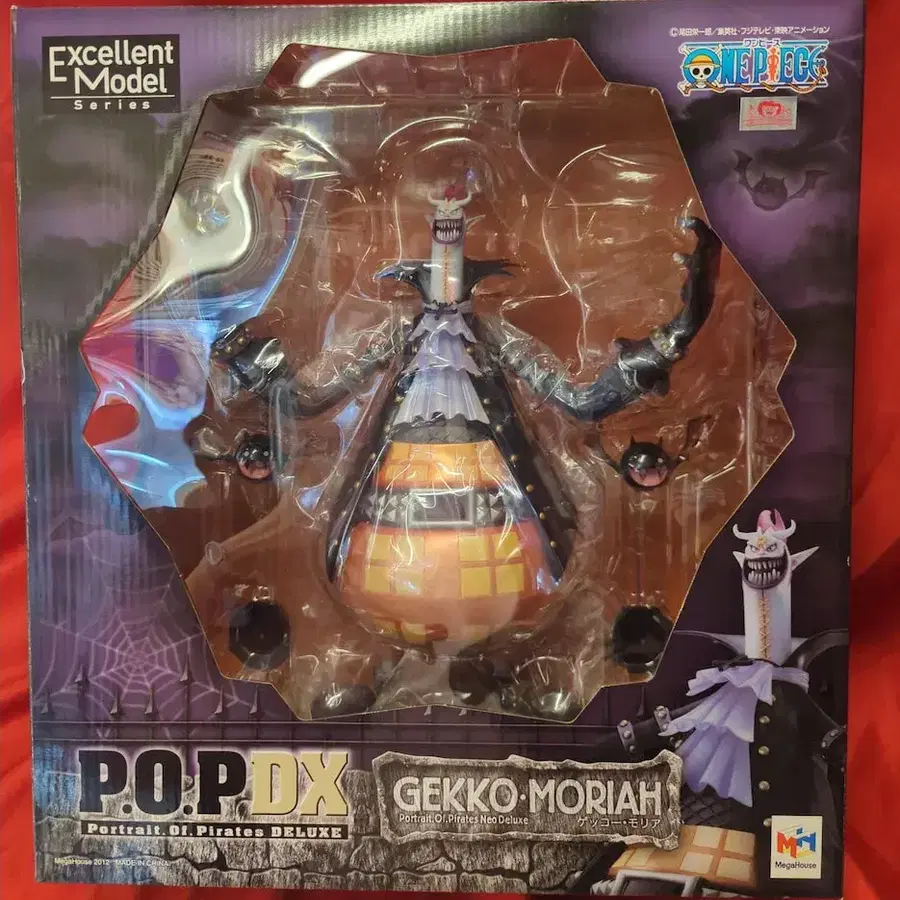 Excellent
Model
Series
©尾田栄一郎／集英社・フジテレビ・東映アニメーション
ワンピース
ONE PIECE
P.O.P DX
Portrait.Of.Pirates DELUXE
GEKKO・MORIAH
Portrait.Of.Pirates Neo Deluxe
ゲッコー・モリア
MegaHouse 2012 MADE IN CHINA
MegaHouse